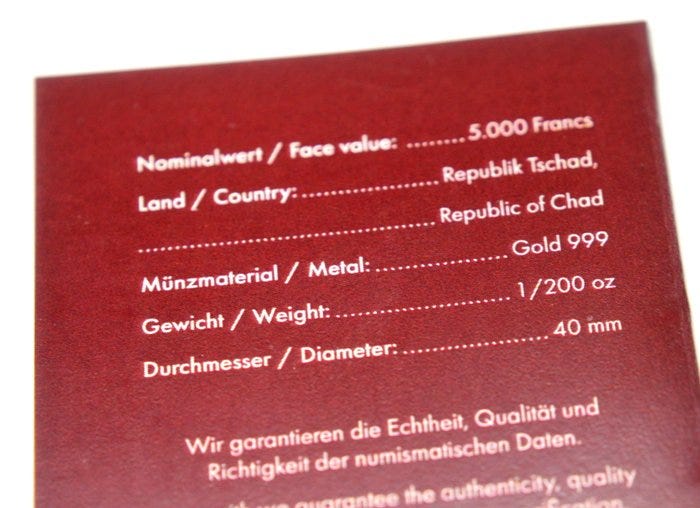 Nominalwert / Face value: ........ 5.000 Francs
Land / Country: ...................... Republik Tschad,
................................................ Republic of Chad
Münzmaterial / Metal: ..................... Gold 999
Gewicht / Weight: ............................ 1/200 oz
Durchmesser / Diameter: ....................... 40 mm
Wir garantieren die Echtheit, Qualität und
Richtigkeit der numismatischen Daten.
we guarantee the authenticity, quality